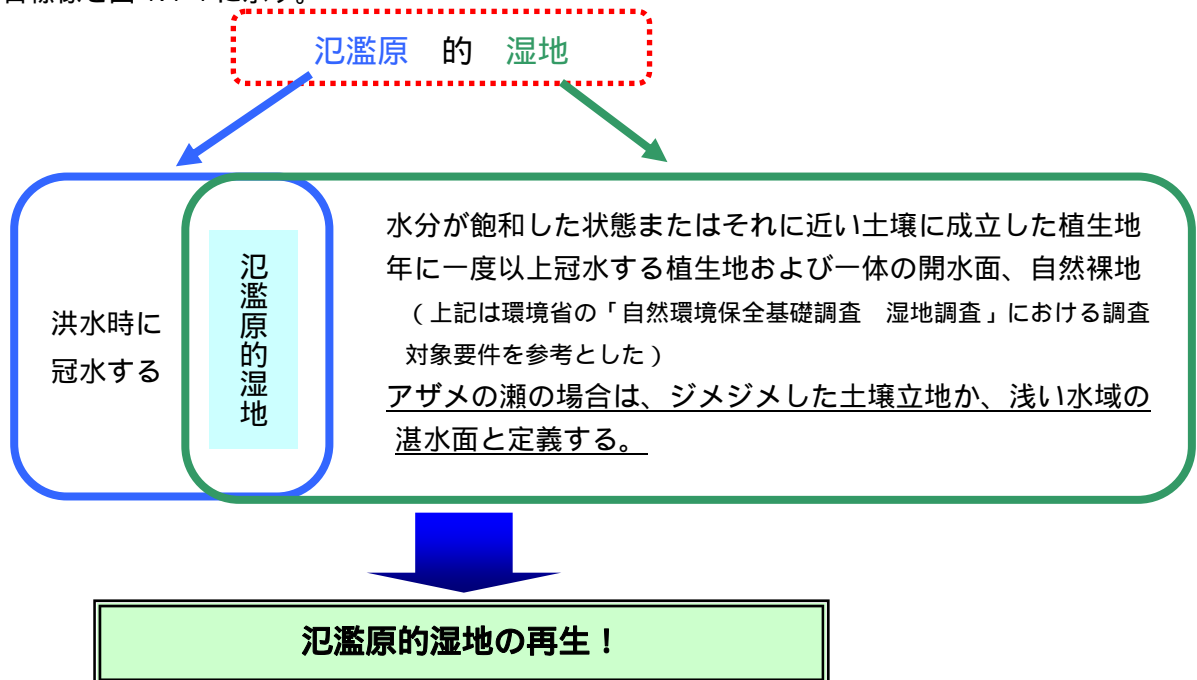 氾濫原 的 湿地
洪水時に
冠水する
氾濫原的湿地
水分が飽和した状態またはそれに近い土壌に成立した植生地
年に一度以上冠水する植生地および一体の開水面、自然裸地
（上記は環境省の「自然環境保全基礎調査　湿地調査」における調査
対象要件を参考とした）
アザメの瀬の場合は、ジメジメした土壌立地か、浅い水域の
湛水面と定義する。
氾濫原的湿地の再生！